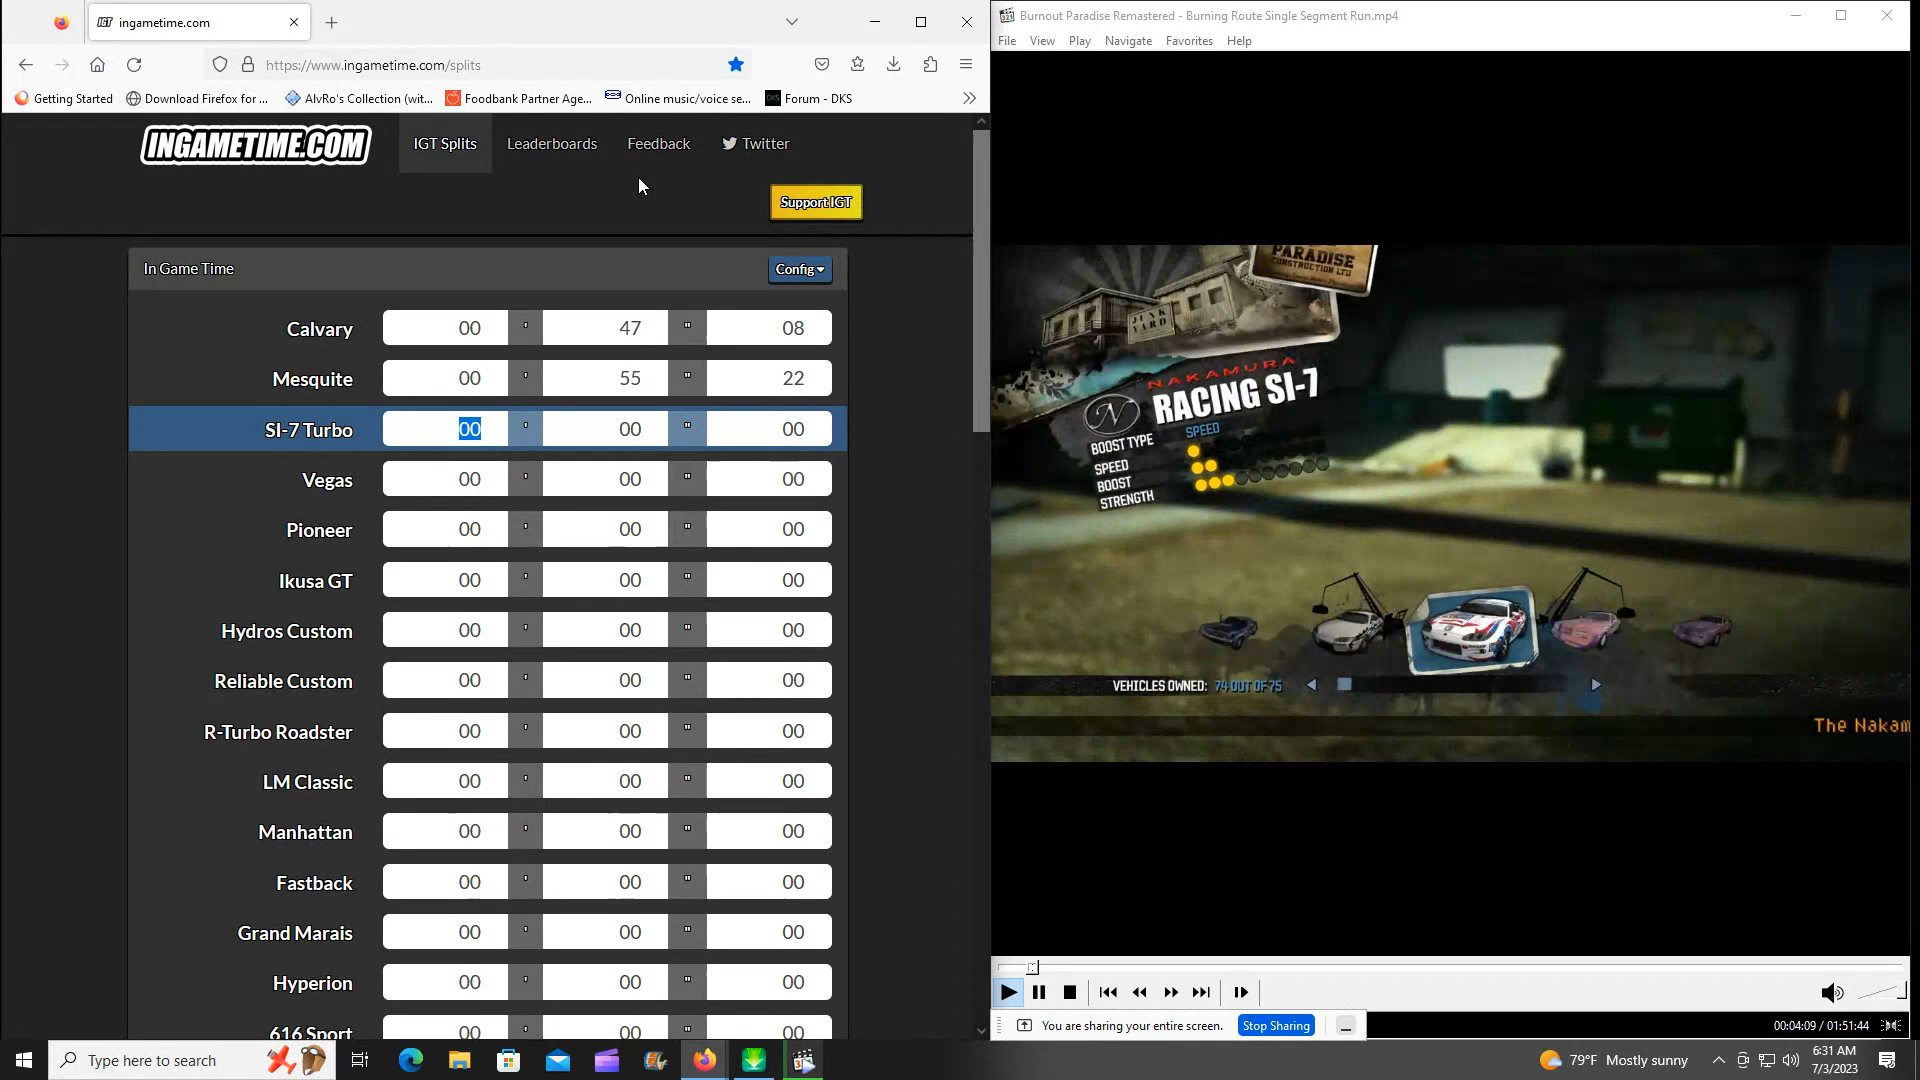 ingametime.com
https://www.ingametime.com/splits
Getting Started
Download Firefox for ...
AlvRo's Collection (wit...
Foodbank Partner Age...
Online music/voice se...
Forum - DKS
INGAMETIME.COM
IGT Splits
Leaderboards
Feedback
Twitter
Support IGT
In Game Time
Config
Calvary 00 ' 47 " 08
Mesquite 00 ' 55 " 22
SI-7 Turbo 00 ' 00 " 00
Vegas 00 ' 00 " 00
Pioneer 00 ' 00 " 00
Ikusa GT 00 ' 00 " 00
Hydros Custom 00 ' 00 " 00
Reliable Custom 00 ' 00 " 00
R-Turbo Roadster 00 ' 00 " 00
LM Classic 00 ' 00 " 00
Manhattan 00 ' 00 " 00
Fastback 00 ' 00 " 00
Grand Marais 00 ' 00 " 00
Hyperion 00 ' 00 " 00
616 Sport 00 " 00 " 00
Burnout Paradise Remastered - Burning Route Single Segment Run.mp4
File View Play Navigate Favorites Help
PARADISE
CONSTRUCTION LTD
JUNK
YARD
NAKAMURA
N RACING SI-7
BOOST TYPE SPEED
SPEED
BOOST
STRENGTH
VEHICLES OWNED: 74 OUT OF 75
The Nakam
You are sharing your entire screen.
Stop Sharing
00:04:09 / 01:51:44
Type here to search
79°F Mostly sunny
6:31 AM
7/3/2023